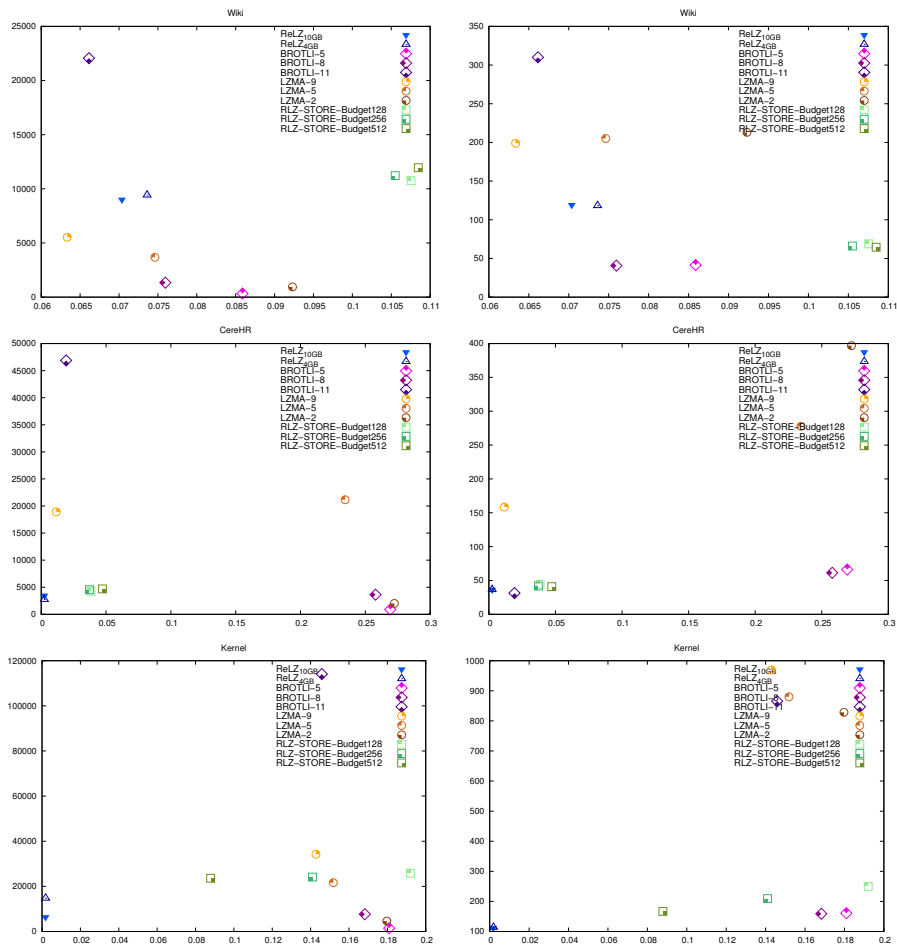 Wiki
25000
20000
15000
10000
5000
0
0.06 0.065 0.07 0.075 0.08 0.085 0.09 0.095 0.1 0.105 0.11
ReLZ10GB
ReLZ4GB
BROTLI-5
BROTLI-8
BROTLI-11
LZMA-9
LZMA-5
LZMA-2
RLZ-STORE-Budget128
RLZ-STORE-Budget256
RLZ-STORE-Budget512
Wiki
350
300
250
200
150
100
50
0
0.06 0.065 0.07 0.075 0.08 0.085 0.09 0.095 0.1 0.105 0.11
ReLZ10GB
ReLZ4GB
BROTLI-5
BROTLI-8
BROTLI-11
LZMA-9
LZMA-5
LZMA-2
RLZ-STORE-Budget128
RLZ-STORE-Budget256
RLZ-STORE-Budget512
CereHR
50000
45000
40000
35000
30000
25000
20000
15000
10000
5000
0
0 0.05 0.1 0.15 0.2 0.25 0.3
ReLZ10GB
ReLZ4GB
BROTLI-5
BROTLI-8
BROTLI-11
LZMA-9
LZMA-5
LZMA-2
RLZ-STORE-Budget128
RLZ-STORE-Budget256
RLZ-STORE-Budget512
CereHR
400
350
300
250
200
150
100
50
0
0 0.05 0.1 0.15 0.2 0.25 0.3
ReLZ10GB
ReLZ4GB
BROTLI-5
BROTLI-8
BROTLI-11
LZMA-9
LZMA-5
LZMA-2
RLZ-STORE-Budget128
RLZ-STORE-Budget256
RLZ-STORE-Budget512
Kernel
120000
100000
80000
60000
40000
20000
0
0 0.02 0.04 0.06 0.08 0.1 0.12 0.14 0.16 0.18 0.2
ReLZ10GB
ReLZ4GB
BROTLI-5
BROTLI-8
BROTLI-11
LZMA-9
LZMA-5
LZMA-2
RLZ-STORE-Budget128
RLZ-STORE-Budget256
RLZ-STORE-Budget512
Kernel
1000
900
800
700
600
500
400
300
200
100
0 0.02 0.04 0.06 0.08 0.1 0.12 0.14 0.16 0.18 0.2
ReLZ10GB
ReLZ4GB
BROTLI-5
BROTLI-8
BROTLI-11
LZMA-9
LZMA-5
LZMA-2
RLZ-STORE-Budget128
RLZ-STORE-Budget256
RLZ-STORE-Budget512